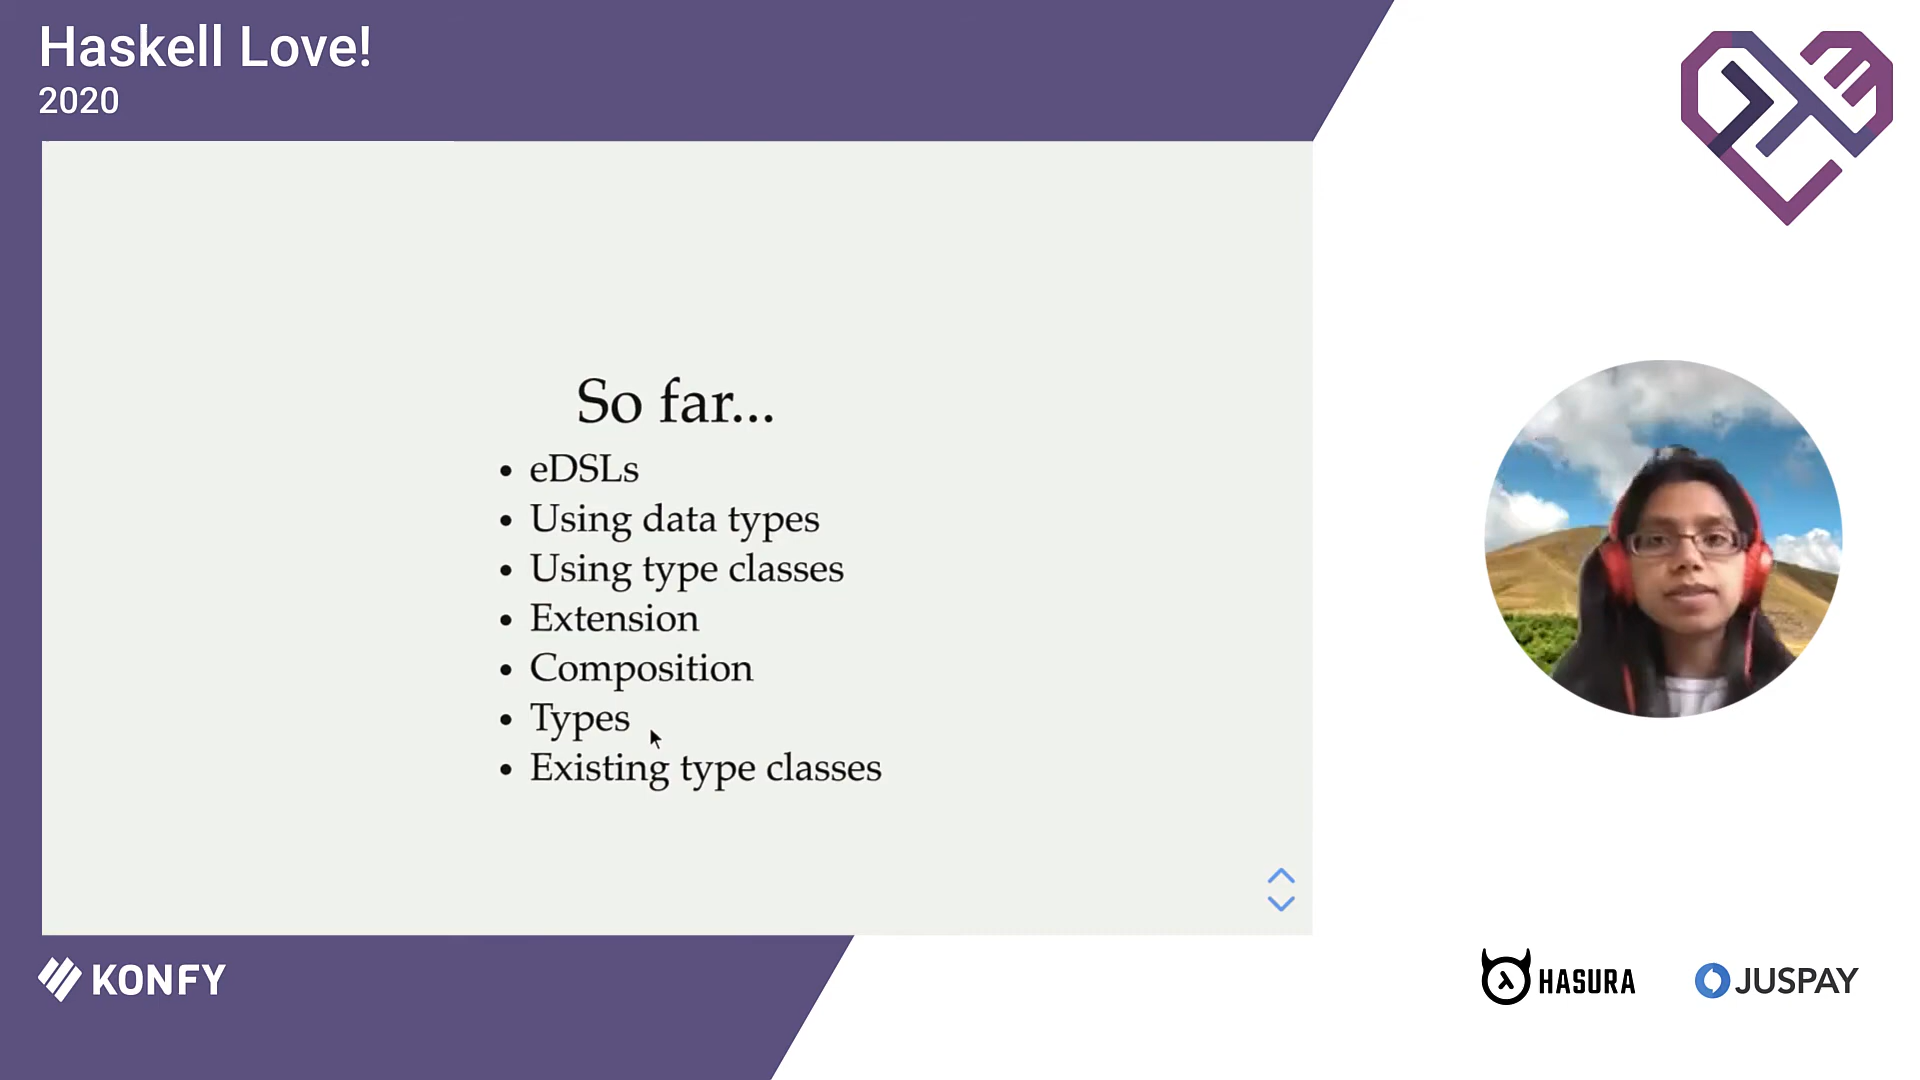 Haskell Love!
2020
So far...
• eDSLs
• Using data types
• Using type classes
• Extension
• Composition
• Types
• Existing type classes
KONFY
HASURA
JUSPAY